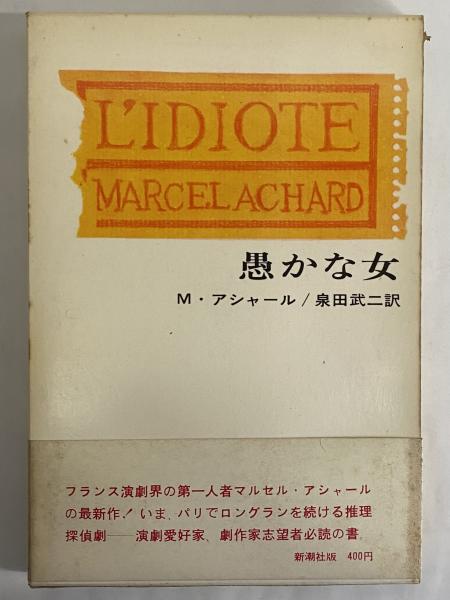 L'IDIOTE
MARCEL ACHARD
愚かな女
M・アシャール/泉田武二訳
フランス演劇界の第一人者マルセル・アシャール
の最新作!いま、パリでロングランを続ける推理
探偵劇──演劇愛好家、劇作家志望者必読の書。
新潮社版 400円